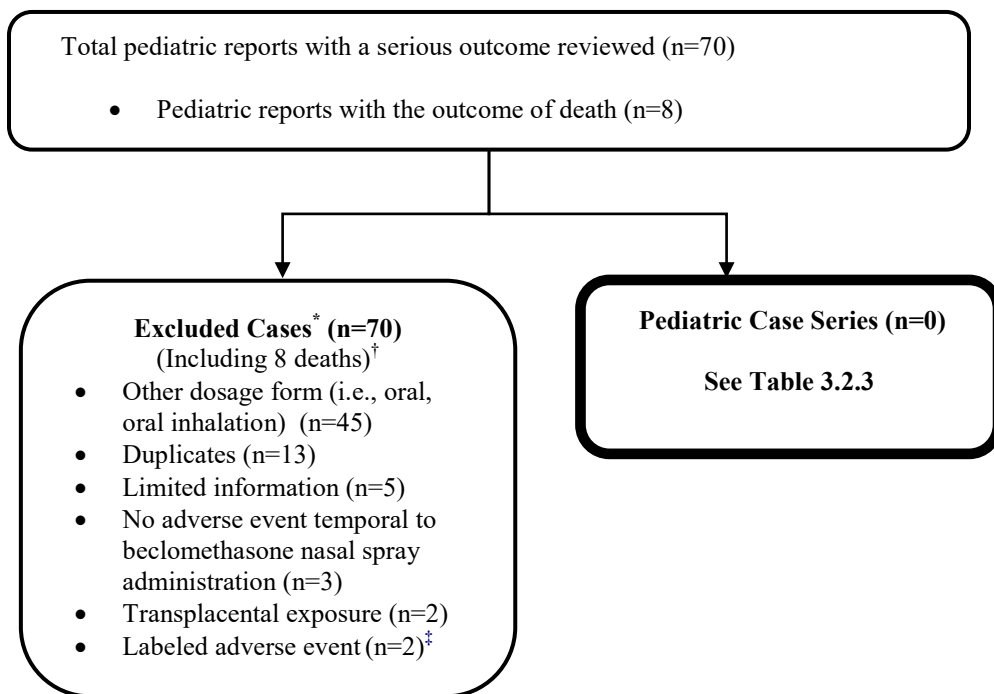 Total pediatric reports with a serious outcome reviewed (n=70)
• Pediatric reports with the outcome of death (n=8)
Excluded Cases* (n=70)
(Including 8 deaths)†
• Other dosage form (i.e., oral,
oral inhalation) (n=45)
• Duplicates (n=13)
• Limited information (n=5)
• No adverse event temporal to
beclomethasone nasal spray
administration (n=3)
• Transplacental exposure (n=2)
• Labeled adverse event (n=2)‡
Pediatric Case Series (n=0)
See Table 3.2.3